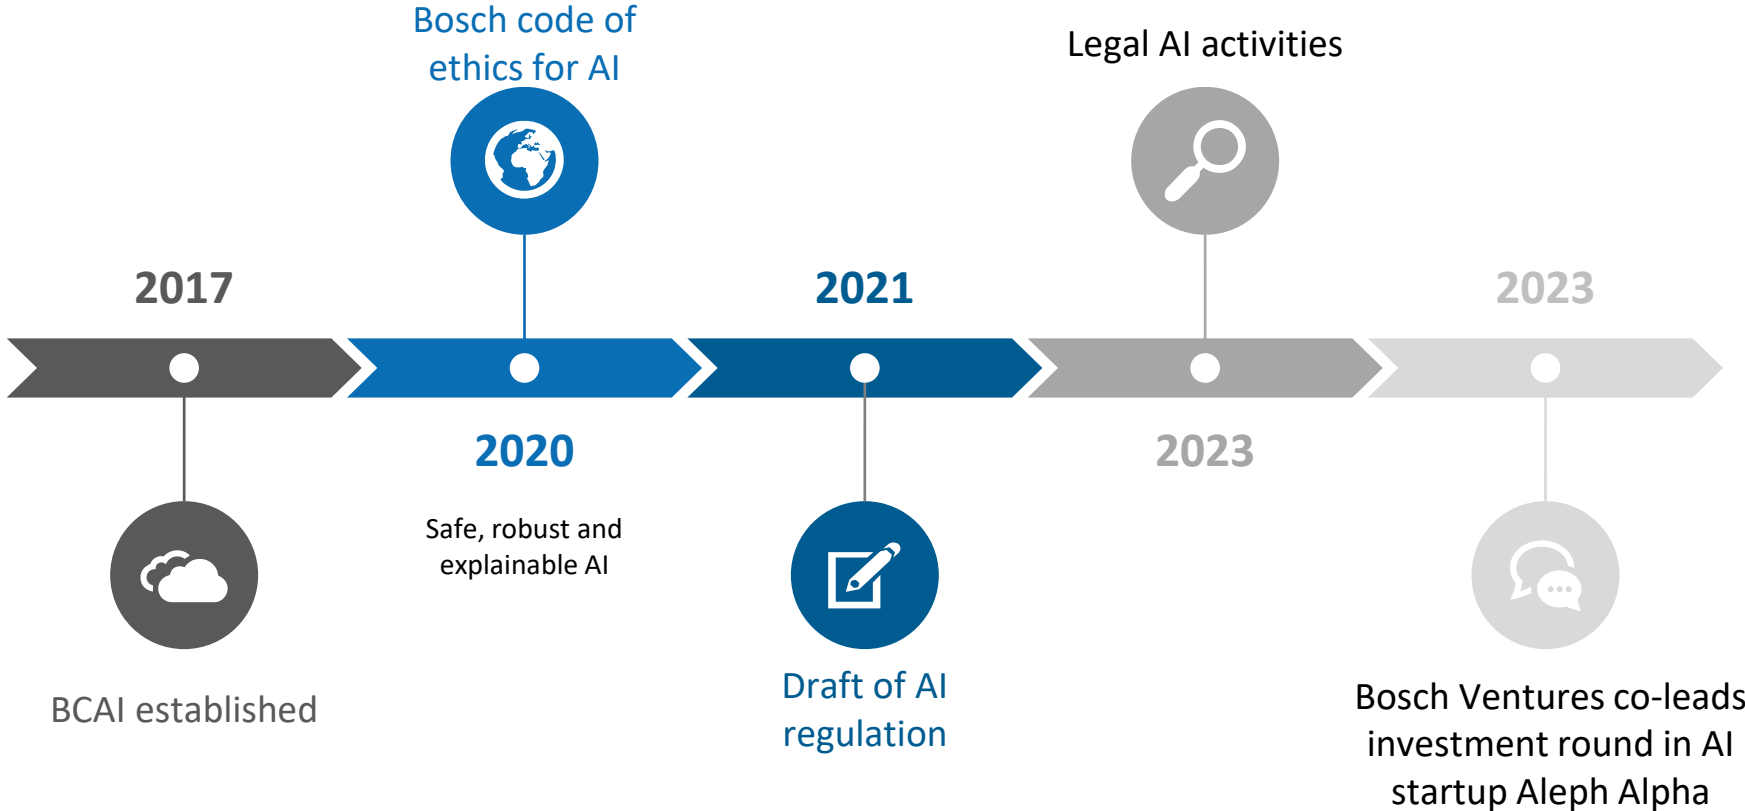 2017
BCAI established
Bosch code of
ethics for AI
2020
Safe, robust and
explainable AI
2021
Draft of AI
regulation
Legal AI activities
2023
2023
Bosch Ventures co-leads
investment round in AI
startup Aleph Alpha